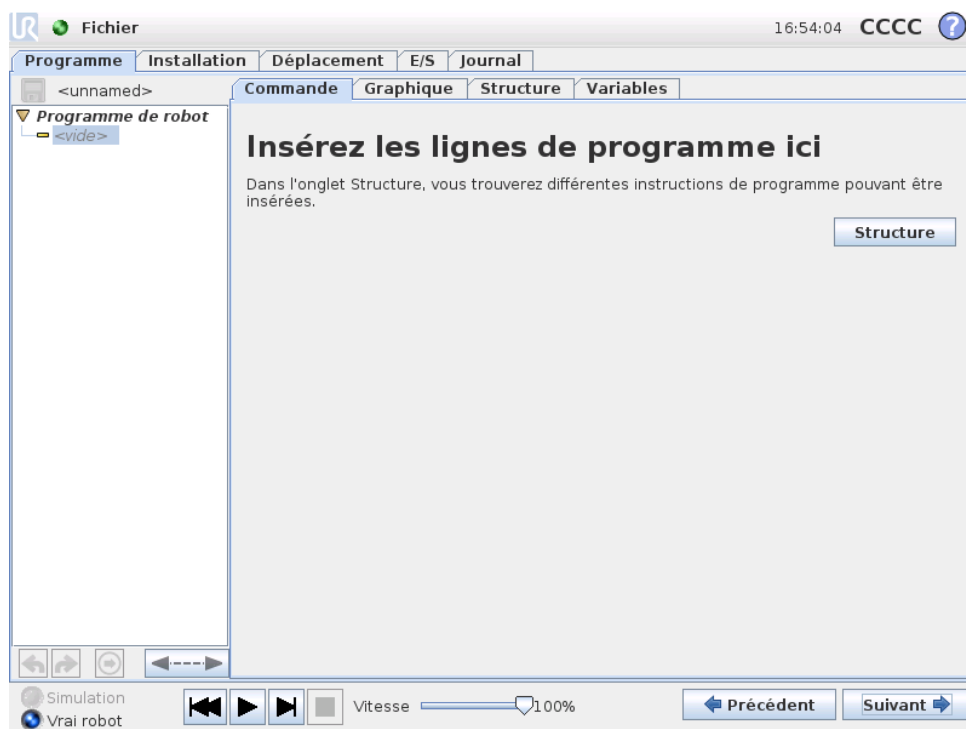 UR Fichier 16:54:04 CCCC ?
Programme Installation Déplacement E/S Journal
<unnamed> Commande Graphique Structure Variables
Programme de robot
<vide>
Insérez les lignes de programme ici
Dans l'onglet Structure, vous trouverez différentes instructions de programme pouvant être
insérées.
Structure
Simulation
Vrai robot
Vitesse 100%
Précédent Suivant